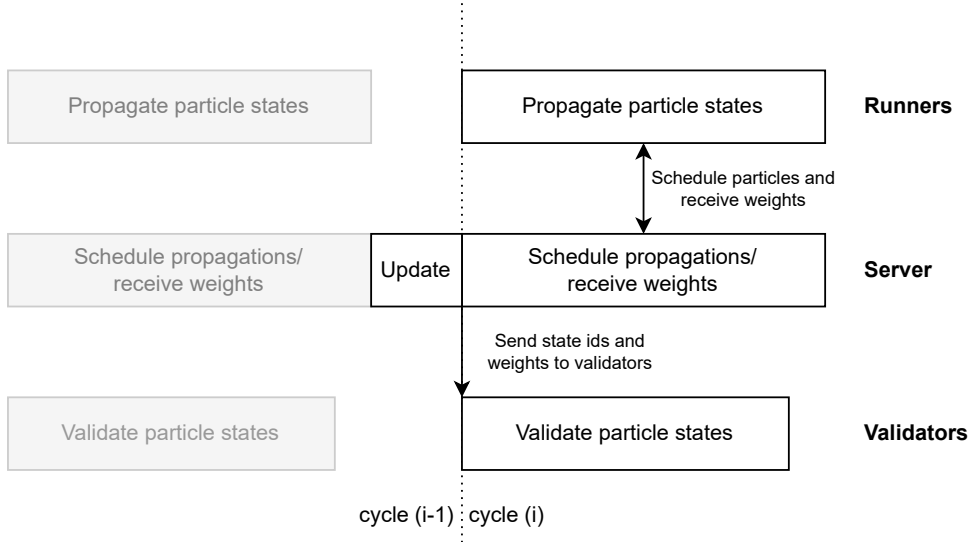 Propagate particle states
Propagate particle states
Runners
Schedule particles and
receive weights
Schedule propagations/
receive weights
Update
Schedule propagations/
receive weights
Server
Send state ids and
weights to validators
Validate particle states
Validate particle states
Validators
cycle (i-1)
cycle (i)